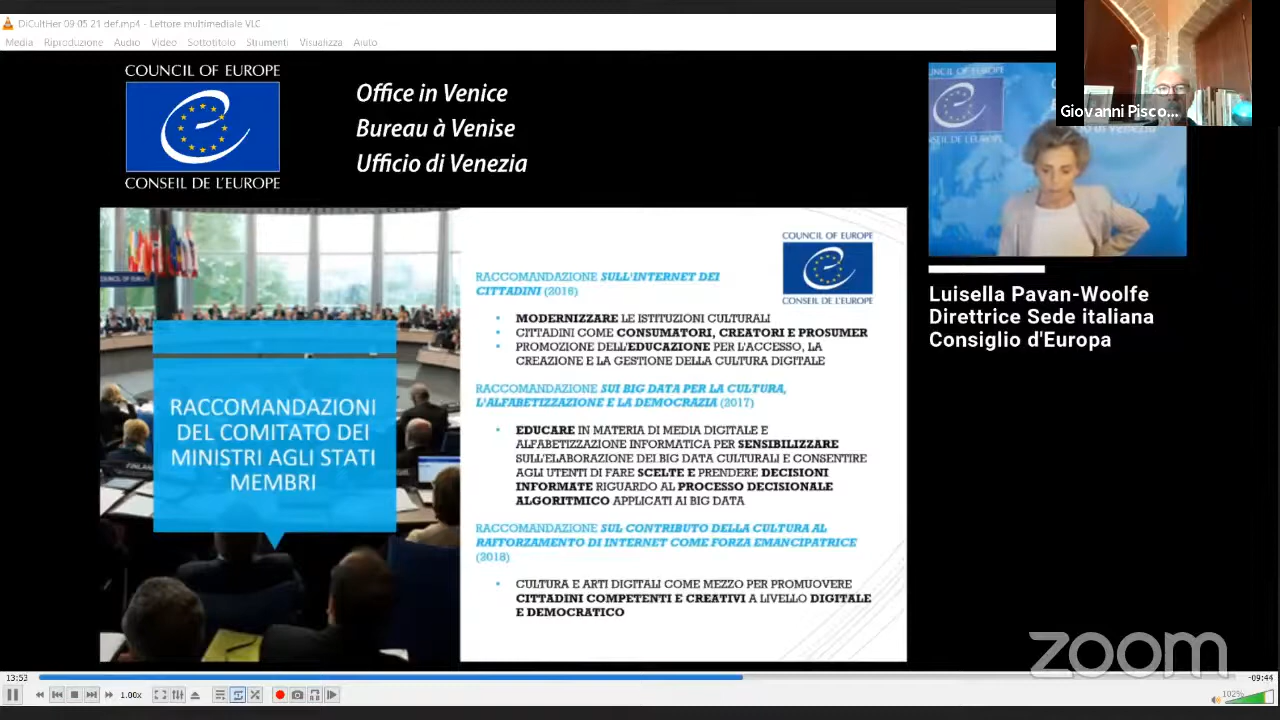 DiCultHer 09 05 21 def.mp4 - Lettore multimediale VLC
Media Riproduzione Audio Video Sottotitolo Strumenti Visualizza Aiuto
COUNCIL OF EUROPE
CONSEIL DE L'EUROPE
Office in Venice
Bureau à Venise
Ufficio di Venezia
Giovanni Pisco...
Luisella Pavan-Woolfe
Direttrice Sede italiana
Consiglio d'Europa
RACCOMANDAZIONI
DEL COMITATO DEI
MINISTRI AGLI STATI
MEMBRI
COUNCIL OF EUROPE
CONSEIL DE L'EUROPE
RACCOMANDAZIONE SULL'INTERNET DEI
CITTADINI (2016)
• MODERNIZZARE LE ISTITUZIONI CULTURALI
• CITTADINI COME CONSUMATORI, CREATORI E PROSUMER
• PROMOZIONE DELL'EDUCAZIONE PER L'ACCESSO, LA
CREAZIONE E LA GESTIONE DELLA CULTURA DIGITALE
RACCOMANDAZIONE SUI BIG DATA PER LA CULTURA,
L'ALFABETIZZAZIONE E LA DEMOCRAZIA (2017)
• EDUCARE IN MATERIA DI MEDIA DIGITALE E
ALFABETIZZAZIONE INFORMATICA PER SENSIBILIZZARE
SULL'ELABORAZIONE DEI BIG DATA CULTURALI E CONSENTIRE
AGLI UTENTI DI FARE SCELTE E PRENDERE DECISIONI
INFORMATE RIGUARDO AL PROCESSO DECISIONALE
ALGORITMICO APPLICATI AI BIG DATA
RACCOMANDAZIONE SUL CONTRIBUTO DELLA CULTURA AL
RAFFORZAMENTO DI INTERNET COME FORZA EMANCIPATRICE
(2018)
• CULTURA E ARTI DIGITALI COME MEZZO PER PROMUOVERE
CITTADINI COMPETENTI E CREATIVI A LIVELLO DIGITALE
E DEMOCRATICO
zoom
13:53
-09:44
1.00x
102%